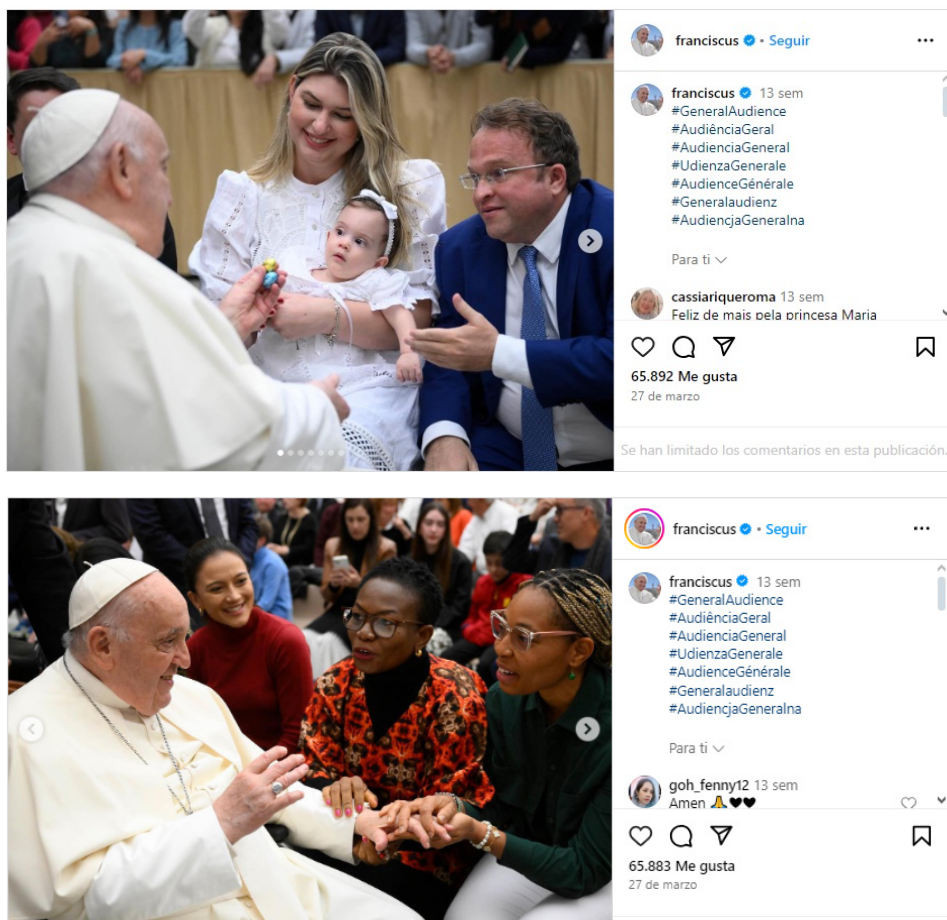 franciscus • Seguir
franciscus 13 sem
#GeneralAudience
#AudiênciaGeral
#AudienciaGeneral
#UdienzaGenerale
#AudienceGénérale
#Generalaudienz
#AudiencjaGeneralna
Para ti
cassiariqueroma 13 sem
Feliz de mais pela princesa Maria
65.892 Me gusta
27 de marzo
Se han limitado los comentarios en esta publicación.
franciscus • Seguir
franciscus 13 sem
#GeneralAudience
#AudiênciaGeral
#AudienciaGeneral
#UdienzaGenerale
#AudienceGénérale
#Generalaudienz
#AudiencjaGeneralna
Para ti
goh_fenny12 13 sem
Amen 🙏🖤🖤
65.883 Me gusta
27 de marzo